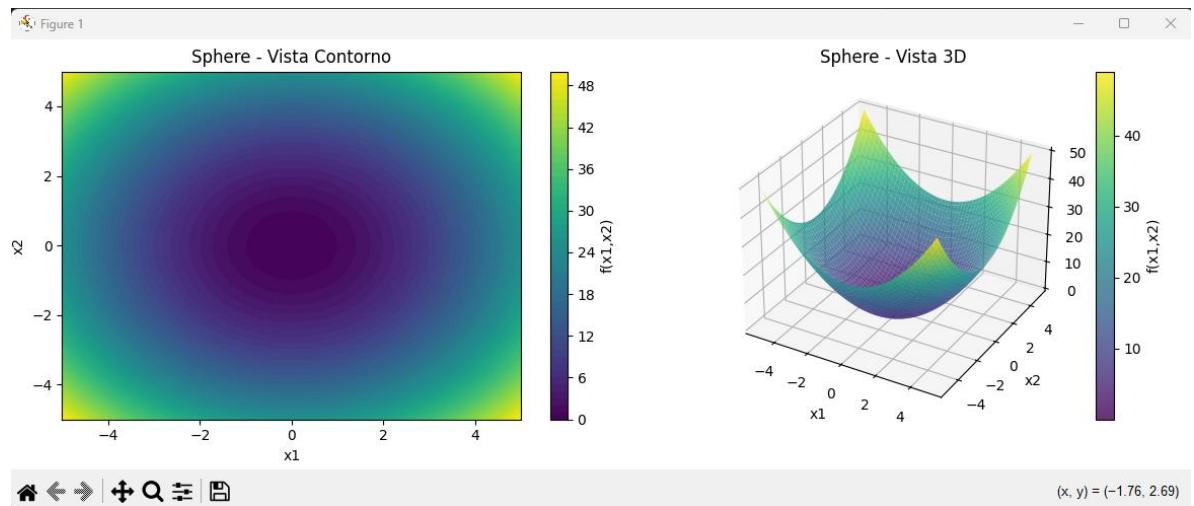 Figure 1
Sphere - Vista Contorno
4
2
0
−2
−4
x2
−4 −2 0 2 4
x1
48
42
36
30
24
18
12
6
0
f(x1,x2)
Sphere - Vista 3D
50
40
30
20
10
0
−4 −2 0 2 4
x1
4
2
0
−2
−4
x2
40
30
20
10
f(x1,x2)
(x, y) = (−1.76, 2.69)